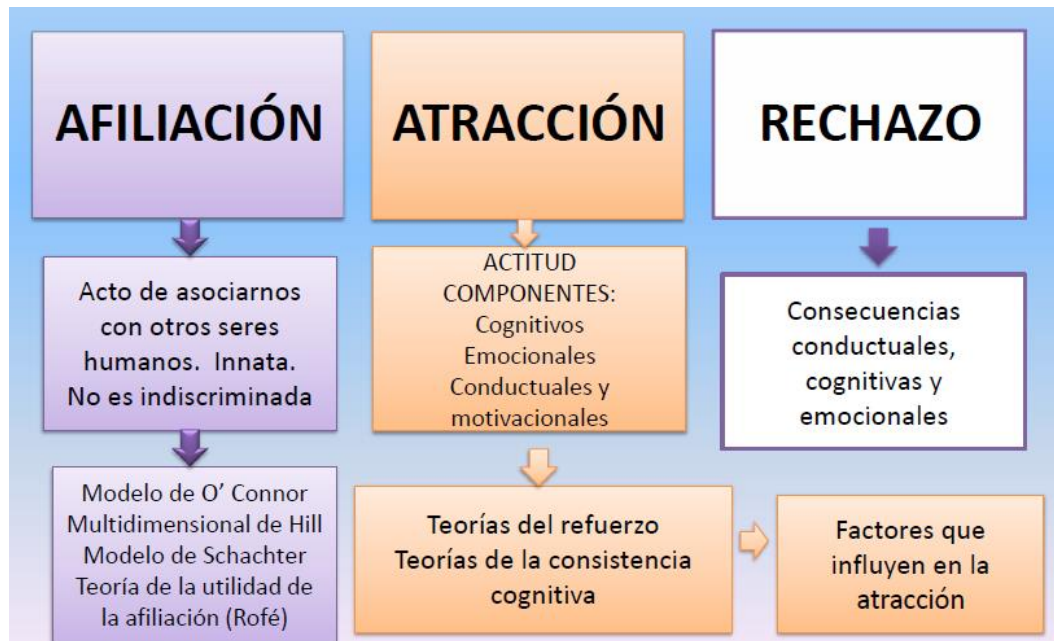 AFILIACIÓN
Acto de asociarnos
con otros seres
humanos. Innata.
No es indiscriminada
Modelo de O’ Connor
Multidimensional de Hill
Modelo de Schachter
Teoría de la utilidad de
la afiliación (Rofé)
ATRACCIÓN
ACTITUD
COMPONENTES:
Cognitivos
Emocionales
Conductuales y
motivacionales
Teorías del refuerzo
Teorías de la consistencia
cognitiva
Factores que
influyen en la
atracción
RECHAZO
Consecuencias
conductuales,
cognitivas y
emocionales